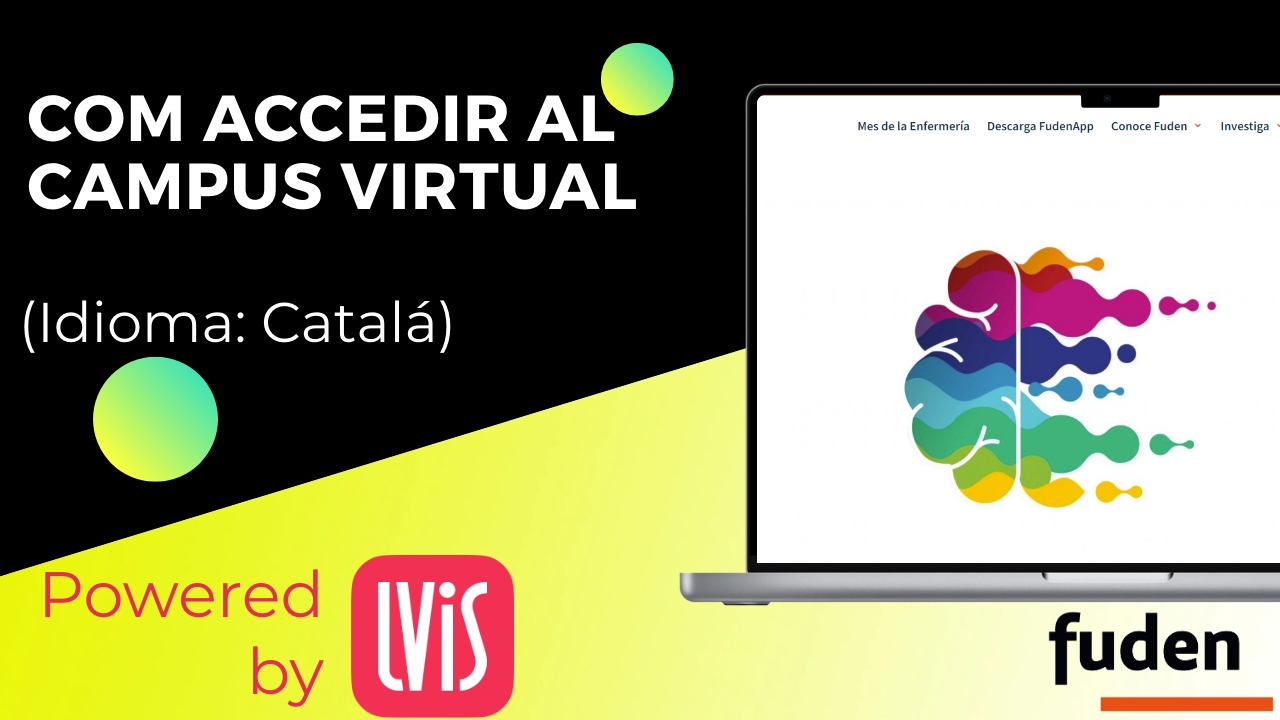 COM ACCEDIR AL
CAMPUS VIRTUAL
(Idioma: Catalá)
Mes de la Enfermería Descarga FudenApp Conoce Fuden Investiga
Powered
by
LViS
fuden